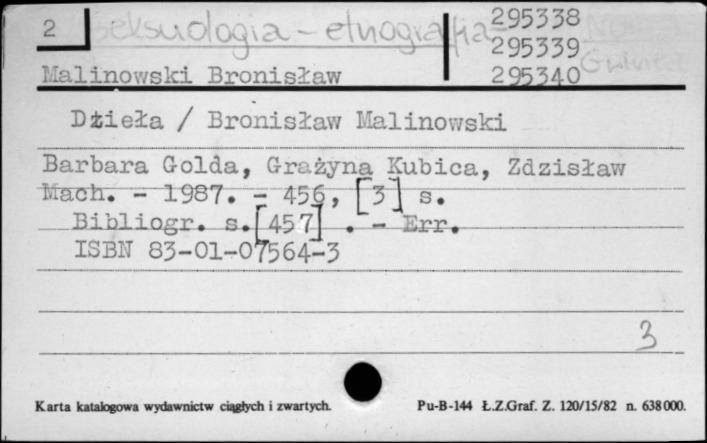 2 seksuologia - etnografia 295338
295339
Malinowski Bronisław 295340 Gwinea
Dzieła / Bronisław Malinowski
Barbara Golda, Grażyna Kubica, Zdzisław
Mach. - 1987. - 456, [3] s.
Bibliogr. s.[457] . - Err.
ISBN 83-01-07564-3
3
Karta katalogowa wydawnictw ciągłych i zwartych. Pu-B-144 Ł.Z.Graf. Z. 120/15/82 n. 638000.